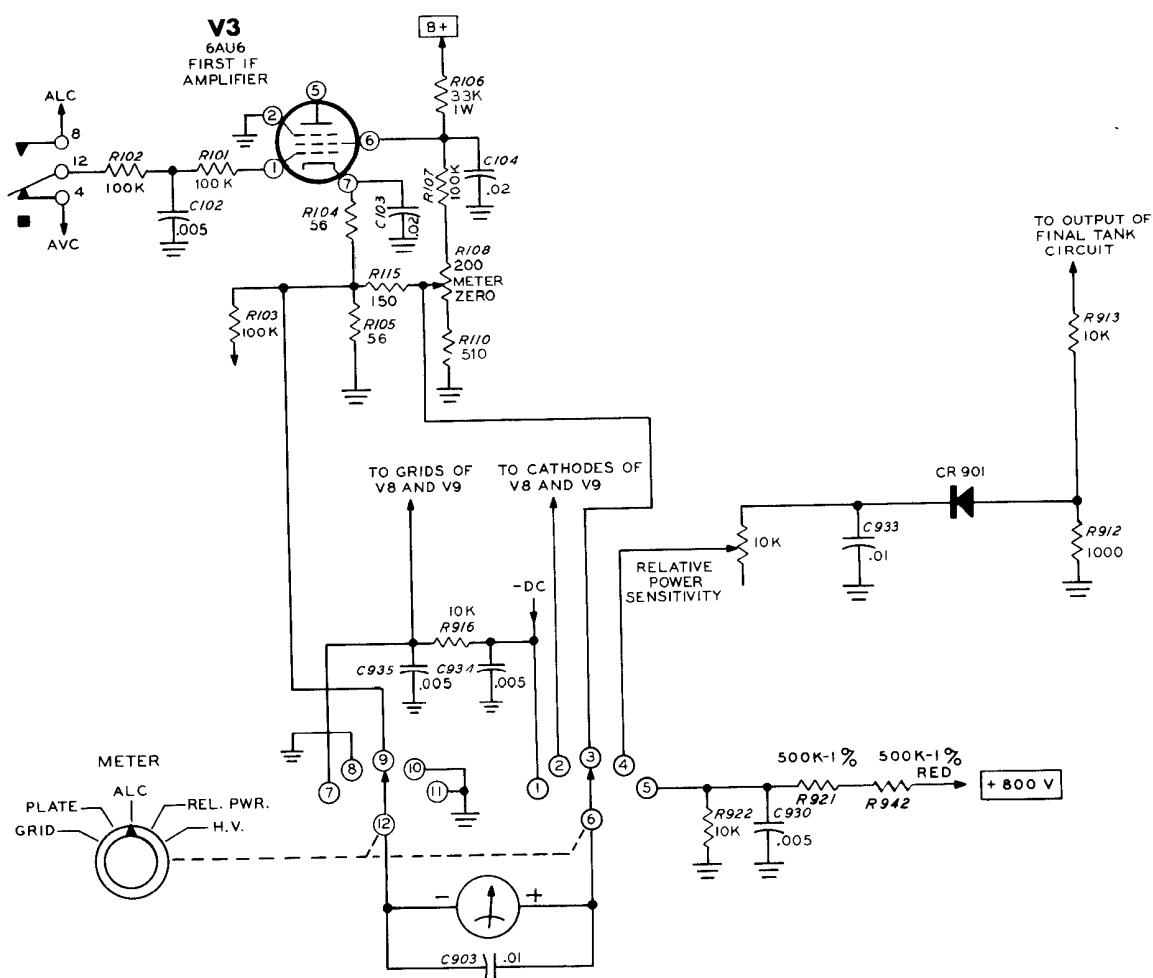 V3
6AU6
FIRST IF
AMPLIFIER
B+
R106
33K
1W
ALC
8
12
4
AVC
R102
100K
R101
100K
C102
.005
2
5
6
1
7
R104
56
C103
.02
R107
100K
C104
.02
R108
200
METER
ZERO
R115
150
R103
100K
R105
56
R110
510
TO OUTPUT OF
FINAL TANK
CIRCUIT
R913
10K
TO GRIDS OF
V8 AND V9
TO CATHODES OF
V8 AND V9
CR 901
C933
.01
R912
1000
10K
RELATIVE
POWER
SENSITIVITY
-DC
10K
R916
C935
.005
C934
.005
7
8
9
10
11
1
2
3
4
5
500K-1%
R921
500K-1%
RED
R942
+ 800 V
R922
10K
C930
.005
METER
ALC
PLATE
REL. PWR.
GRID
H.V.
12
6
-
+
C903
.01